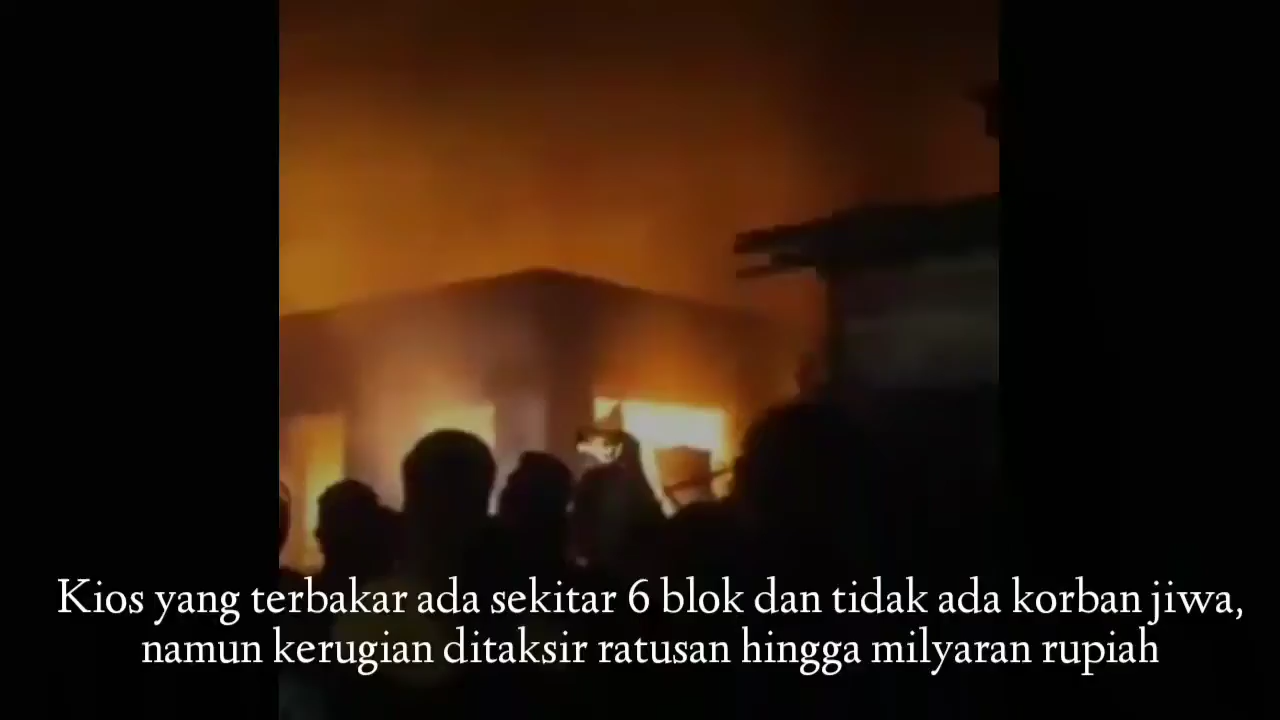 Kios yang terbakar ada sekitar 6 blok dan tidak ada korban jiwa,
namun kerugian ditaksir ratusan hingga milyaran rupiah